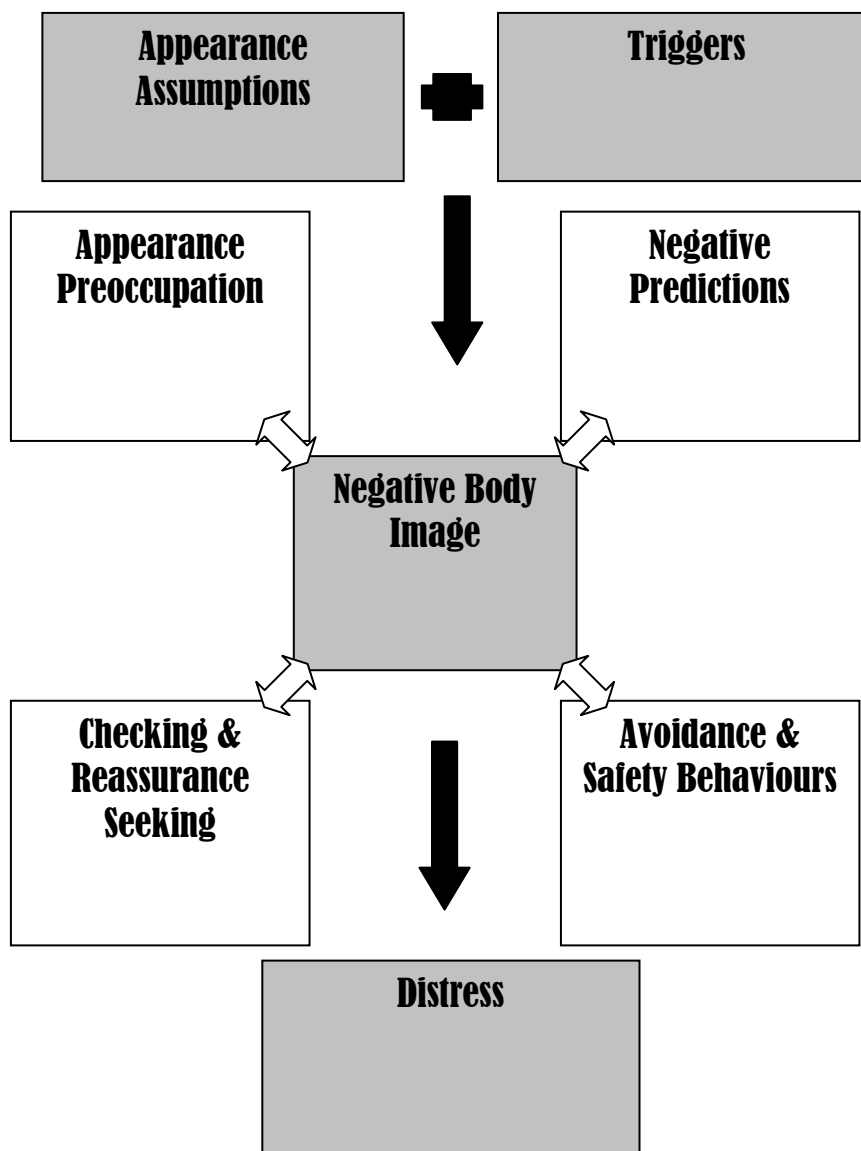 Appearance
Assumptions
Triggers
Appearance
Preoccupation
Negative
Predictions
Negative Body
Image
Checking &
Reassurance
Seeking
Avoidance &
Safety Behaviours
Distress